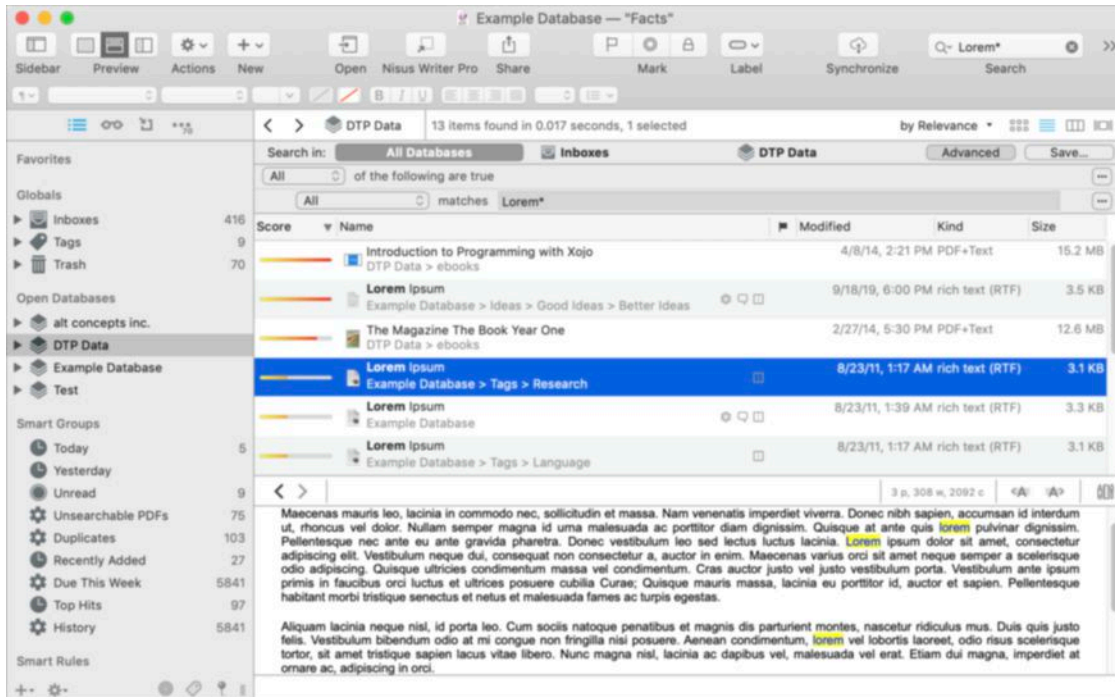 Example Database — "Facts"
Sidebar Preview Actions New Open Nisus Writer Pro Share Mark Label Synchronize Search
Lorem*
B I U
DTP Data 13 items found in 0.017 seconds, 1 selected by Relevance
Favorites
Globals
Inboxes 416
Tags 9
Trash 70
Open Databases
alt concepts inc.
DTP Data
Example Database
Test
Smart Groups
Today 5
Yesterday
Unread 9
Unsearchable PDFs 75
Duplicates 103
Recently Added 27
Due This Week 5841
Top Hits 97
History 5841
Smart Rules
Search in: All Databases Inboxes DTP Data Advanced Save...
All of the following are true
All matches Lorem*
Score Name Modified Kind Size
Introduction to Programming with Xojo 4/8/14, 2:21 PM PDF+Text 15.2 MB
DTP Data > ebooks
Lorem Ipsum 9/18/19, 6:00 PM rich text (RTF) 3.5 KB
Example Database > Ideas > Good Ideas > Better Ideas
The Magazine The Book Year One 2/27/14, 5:30 PM PDF+Text 12.6 MB
DTP Data > ebooks
Lorem Ipsum 8/23/11, 1:17 AM rich text (RTF) 3.1 KB
Example Database > Tags > Research
Lorem Ipsum 8/23/11, 1:39 AM rich text (RTF) 3.3 KB
Example Database
Lorem Ipsum 8/23/11, 1:17 AM rich text (RTF) 3.1 KB
Example Database > Tags > Language
3 p, 308 w, 2092 c <A A>
Maecenas mauris leo, lacinia in commodo nec, sollicitudin et massa. Nam venenatis imperdiet viverra. Donec nibh sapien, accumsan id interdum
ut, rhoncus vel dolor. Nullam semper magna id urna malesuada ac porttitor diam dignissim. Quisque at ante quis lorem pulvinar dignissim.
Pellentesque nec ante eu ante gravida pharetra. Donec vestibulum leo sed lectus luctus lacinia. Lorem ipsum dolor sit amet, consectetur
adipiscing elit. Vestibulum neque dui, consequat non consectetur a, auctor in enim. Maecenas varius orci sit amet neque semper a scelerisque
odio adipiscing. Quisque ultricies condimentum massa vel condimentum. Cras auctor justo vel justo vestibulum porta. Vestibulum ante ipsum
primis in faucibus orci luctus et ultrices posuere cubilia Curae; Quisque mauris massa, lacinia eu porttitor id, auctor et sapien. Pellentesque
habitant morbi tristique senectus et netus et malesuada fames ac turpis egestas.
Aliquam lacinia neque nisl, id porta leo. Cum sociis natoque penatibus et magnis dis parturient montes, nascetur ridiculus mus. Duis quis justo
felis. Vestibulum bibendum odio at mi congue non fringilla nisi posuere. Aenean condimentum, lorem vel lobortis laoreet, odio risus scelerisque
tortor, sit amet tristique sapien lacus vitae libero. Nunc magna nisl, lacinia ac dapibus vel, malesuada vel erat. Etiam dui magna, imperdiet at
ornare ac, adipiscing in orci.